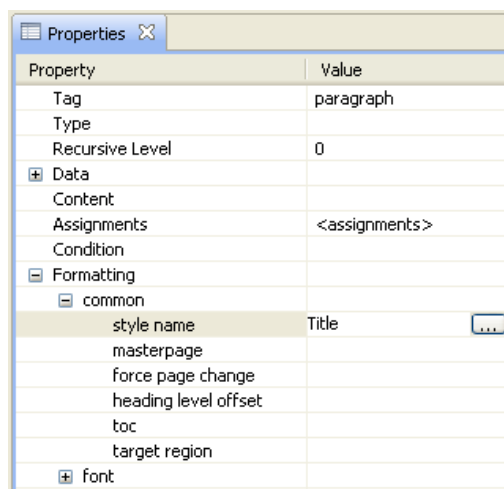 Properties
Property Value
Tag paragraph
Type
Recursive Level 0
Data
Content
Assignments <assignments>
Condition
Formatting
common
style name Title ...
masterpage
force page change
heading level offset
toc
target region
font